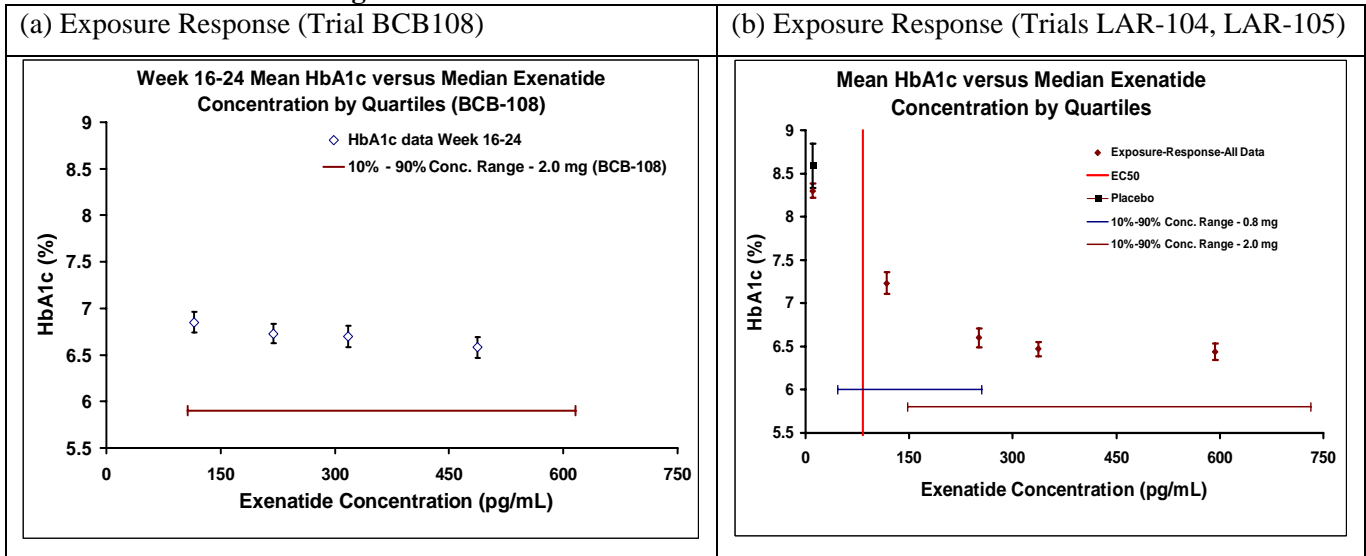 (a) Exposure Response (Trial BCB108)
Week 16-24 Mean HbA1c versus Median Exenatide
Concentration by Quartiles (BCB-108)
HbA1c data Week 16-24
10% - 90% Conc. Range - 2.0 mg (BCB-108)
HbA1c (%)
9
8.5
8
7.5
7
6.5
6
5.5
0 150 300 450 600 750
Exenatide Concentration (pg/mL)
(b) Exposure Response (Trials LAR-104, LAR-105)
Mean HbA1c versus Median Exenatide
Concentration by Quartiles
Exposure-Response-All Data
EC50
Placebo
10%-90% Conc. Range - 0.8 mg
10%-90% Conc. Range - 2.0 mg
HbA1c (%)
9
8.5
8
7.5
7
6.5
6
5.5
0 150 300 450 600 750
Exenatide Concentration (pg/mL)